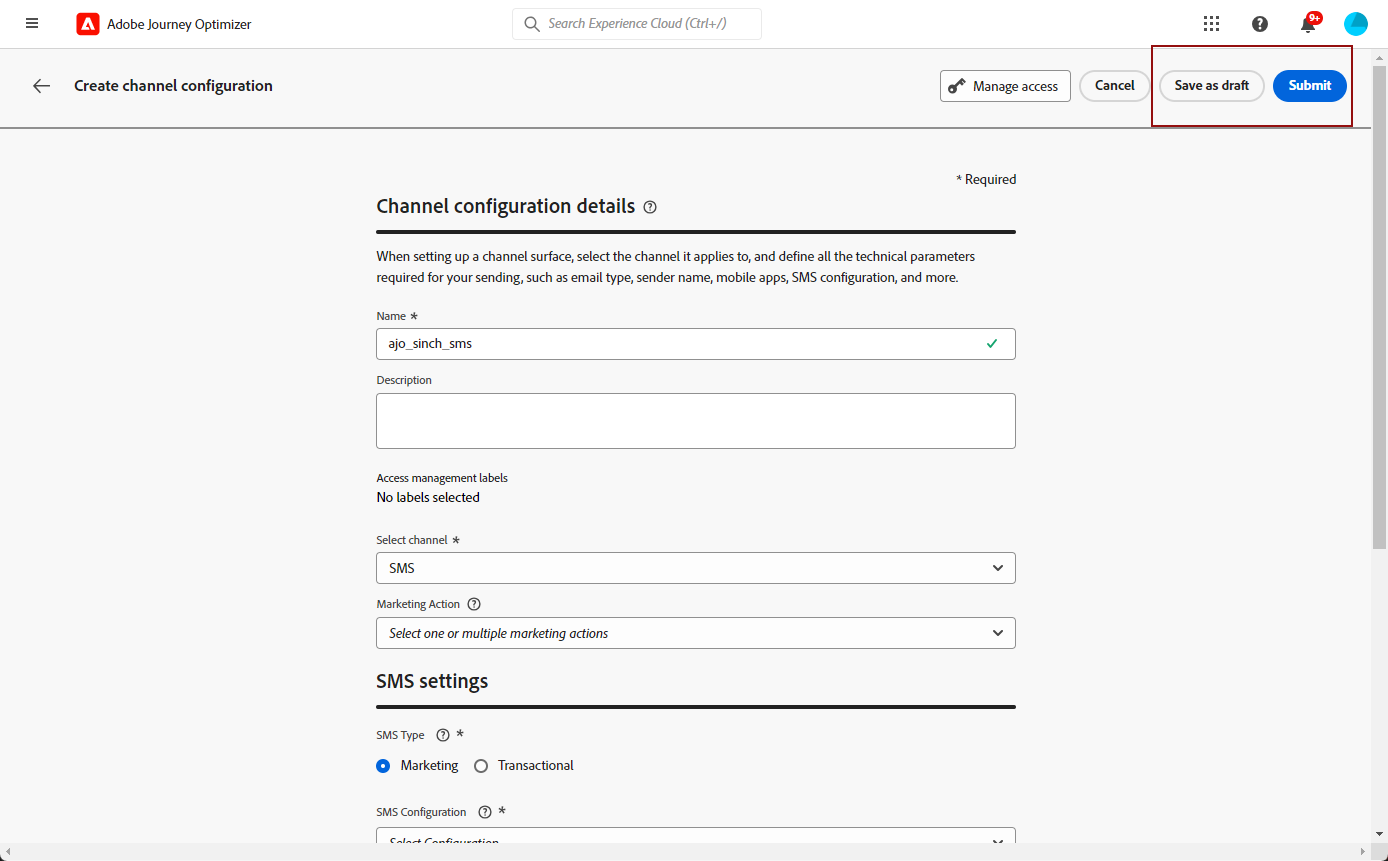 Adobe Journey Optimizer
Search Experience Cloud (Ctrl+/)
9+
Create channel configuration
Manage access
Cancel
Save as draft
Submit
* Required
Channel configuration details
When setting up a channel surface, select the channel it applies to, and define all the technical parameters
required for your sending, such as email type, sender name, mobile apps, SMS configuration, and more.
Name *
ajo_sinch_sms
Description
Access management labels
No labels selected
Select channel *
SMS
Marketing Action
Select one or multiple marketing actions
SMS settings
SMS Type *
Marketing
Transactional
SMS Configuration *
Select Configuration